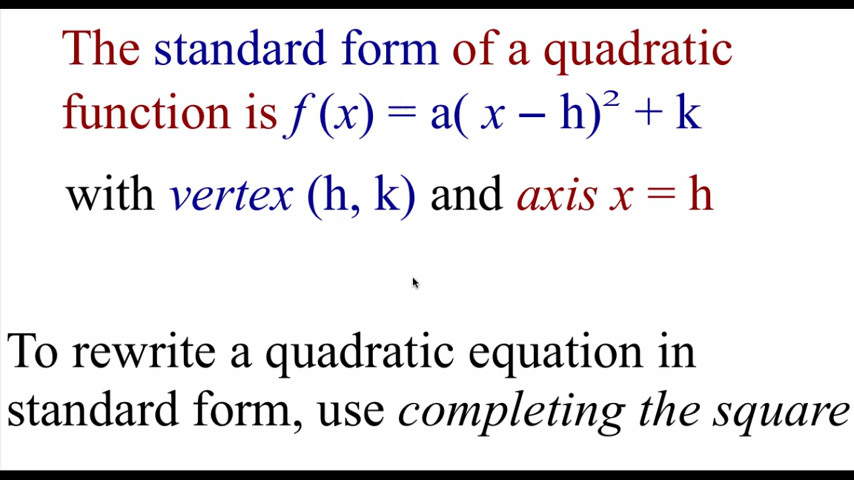 The standard form of a quadratic
function is f (x) = a( x – h)² + k
with vertex (h, k) and axis x = h
To rewrite a quadratic equation in
standard form, use completing the square